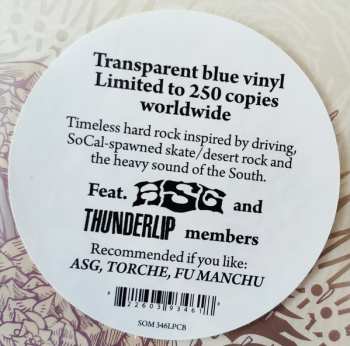 Transparent blue vinyl
Limited to 250 copies
worldwide
Timeless hard rock inspired by driving,
SoCal-spawned skate/desert rock and
the heavy sound of the South.
Feat. ASG and
THUNDERLIP members
Recommended if you like:
ASG, TORCHE, FU MANCHU
822603 93461
SOM 346LPCB